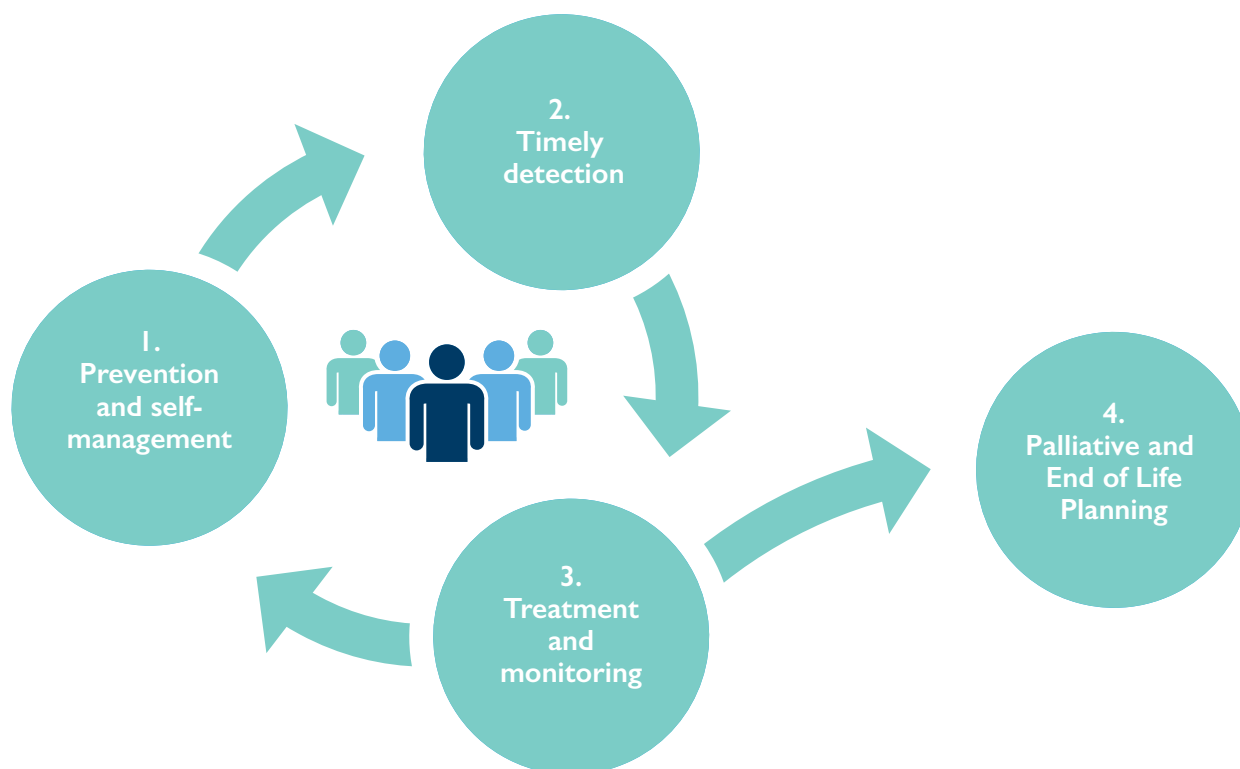 1.
Prevention
and self-
management
2.
Timely
detection
3.
Treatment
and
monitoring
4.
Palliative and
End of Life
Planning